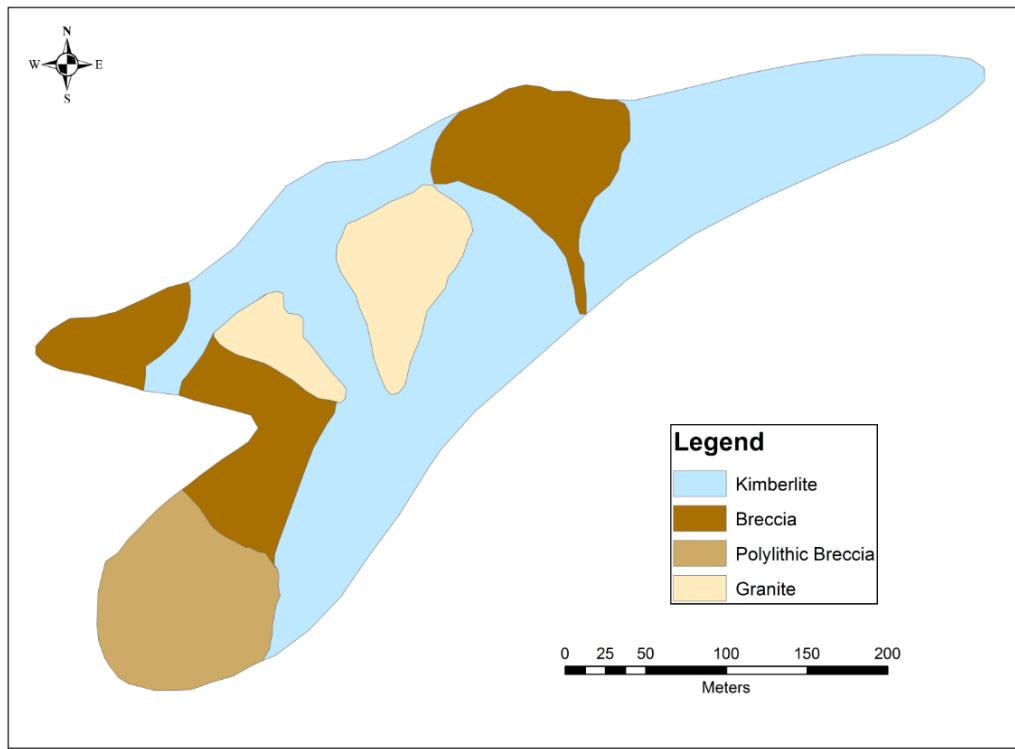 N
W E
S
Legend
Kimberlite
Breccia
Polylithic Breccia
Granite
0 25 50 100 150 200
Meters